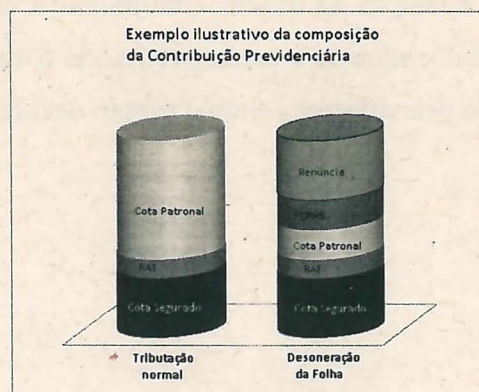 Exemplo ilustrativo da composição
da Contribuição Previdenciária
Cota Patronal
RAT
Cota Segurado
Renúncia
Cota Patronal
RAT
Cota Segurado
Tributação
normal
Desoneração
da Folha